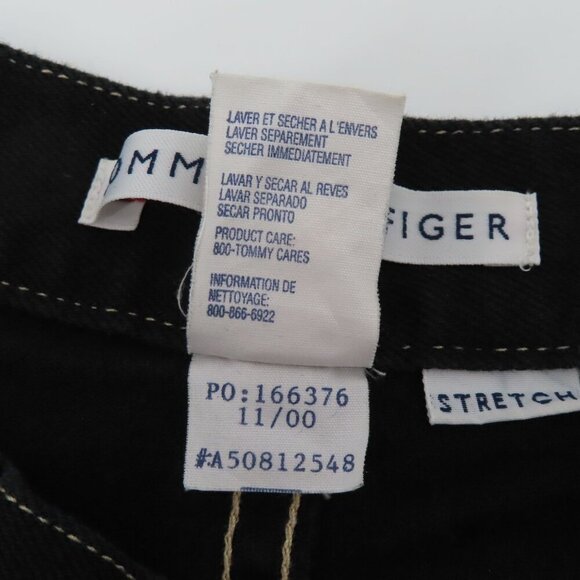 OMM
FIGER
LAVER ET SECHER A L'ENVERS
LAVER SEPAREMENT
SECHER IMMEDIATEMENT
LAVAR Y SECAR AL REVES
LAVAR SEPARADO
SECAR PRONTO
PRODUCT CARE:
800-TOMMY CARES
INFORMATION DE
NETTOYAGE:
800-866-6922
PO:166376
11/00
#:A50812548
STRETCH